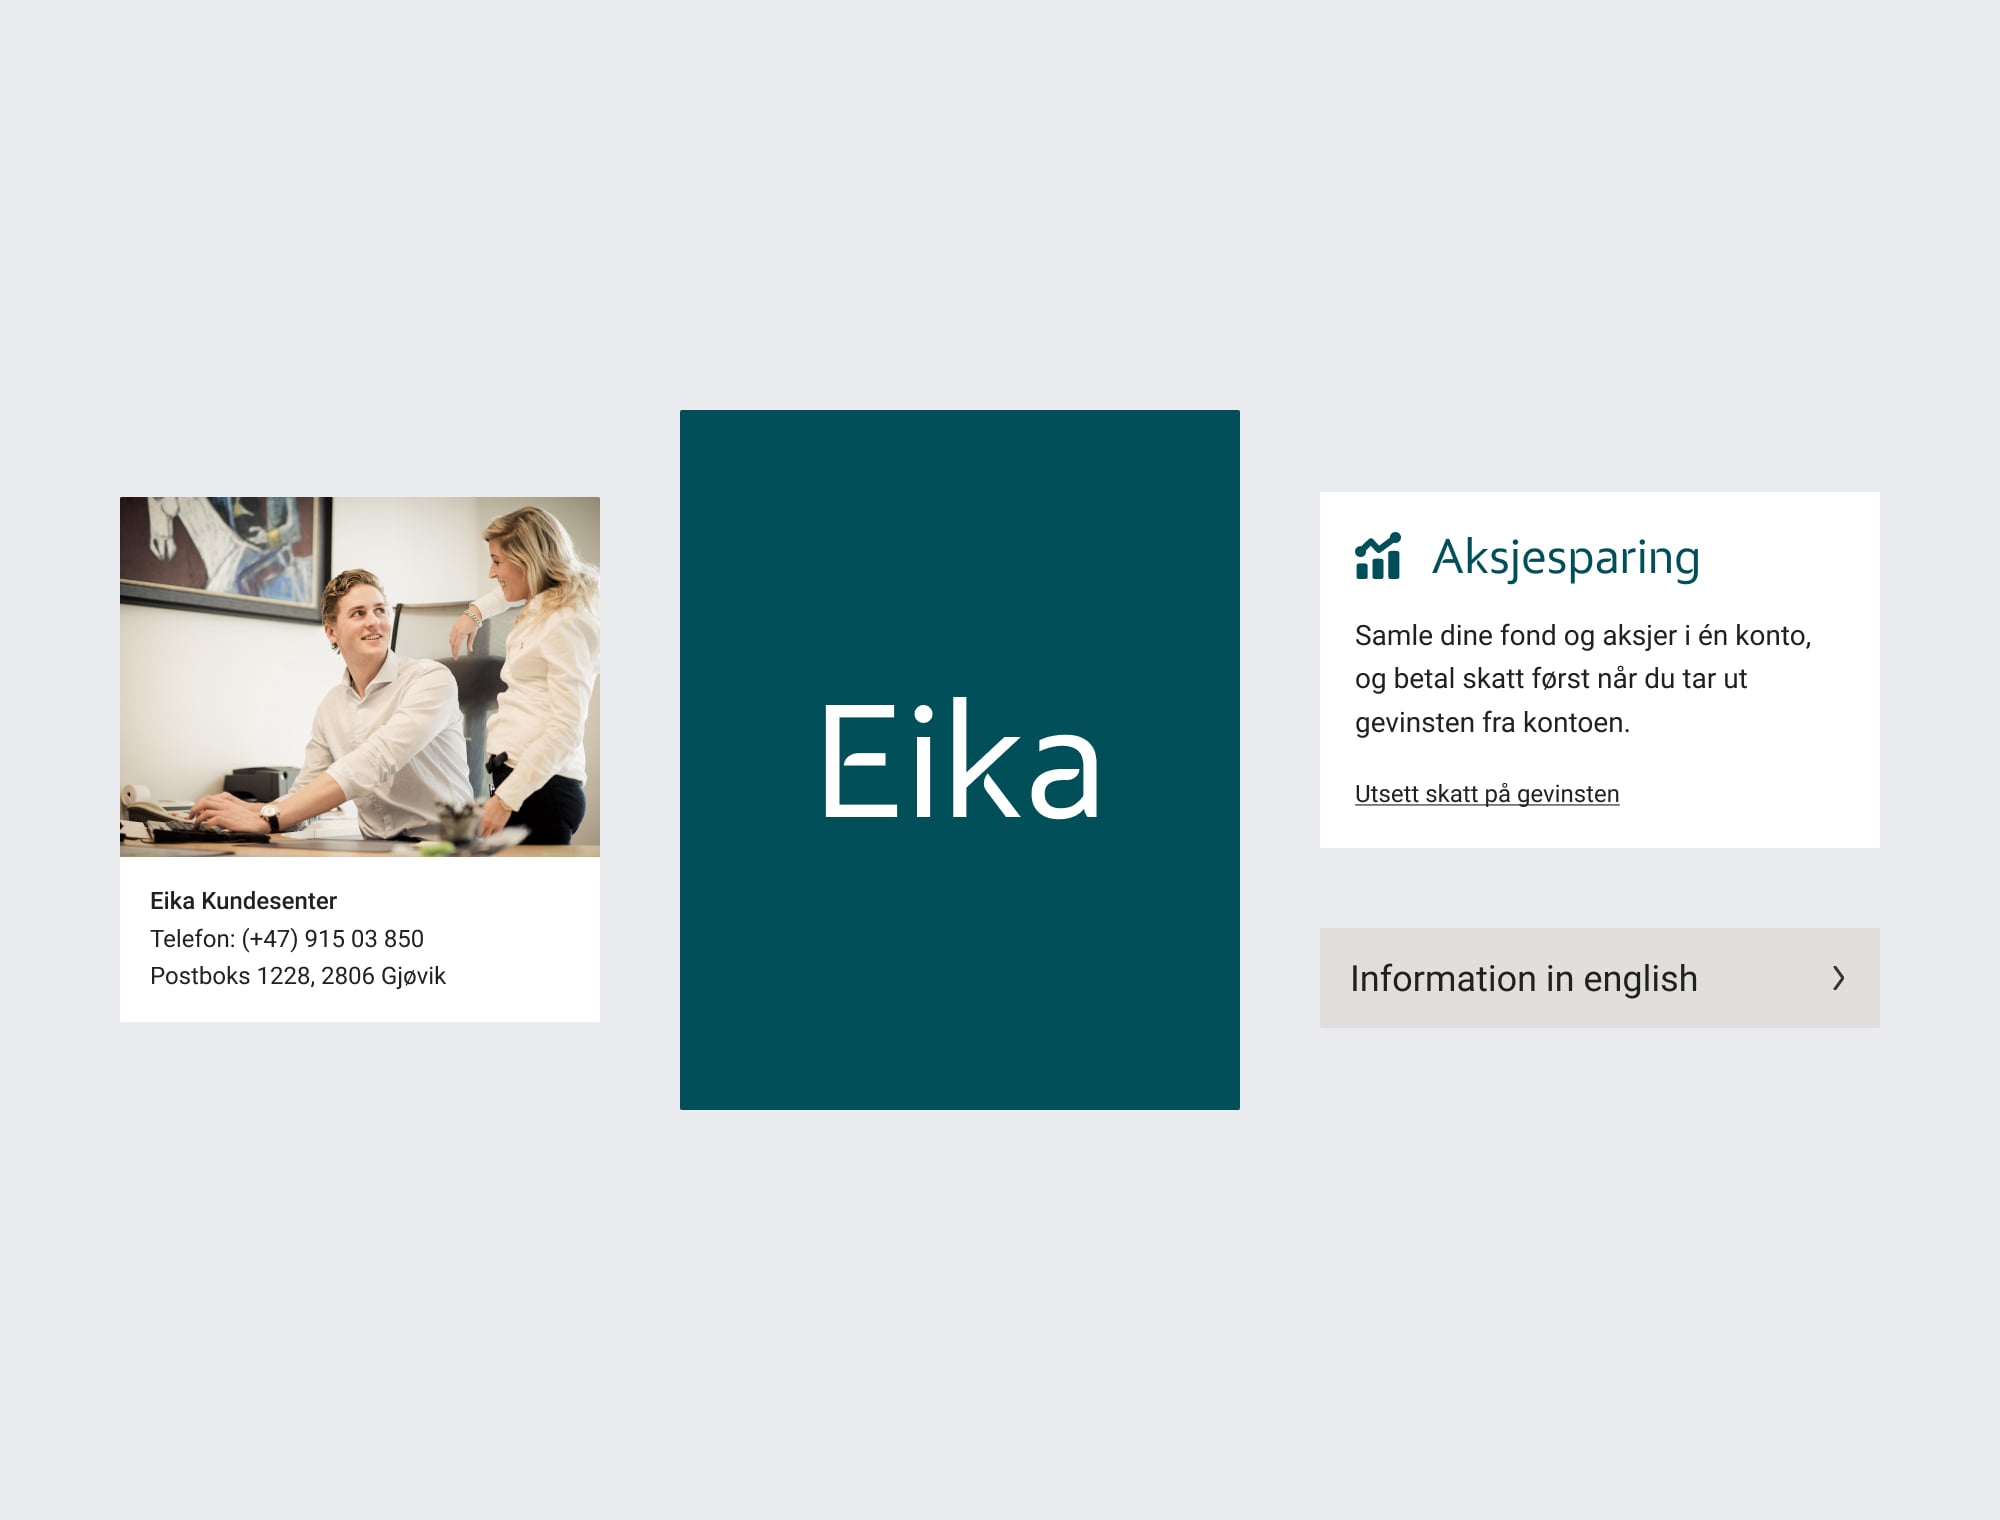 Eika Kundesenter
Telefon: (+47) 915 03 850
Postboks 1228, 2806 Gjøvik
Eika
Aksjesparing
Samle dine fond og aksjer i én konto,
og betal skatt først når du tar ut
gevinsten fra kontoen.
Utsett skatt på gevinsten
Information in english